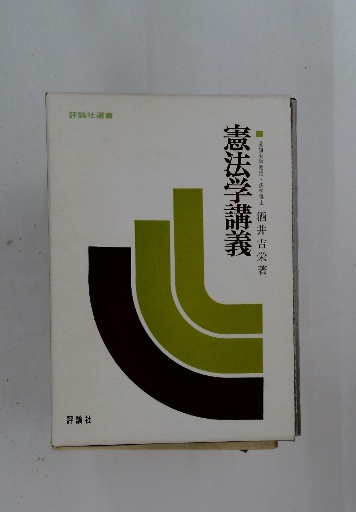 評論社選書
憲法学講義
酒井吉栄著
評論社